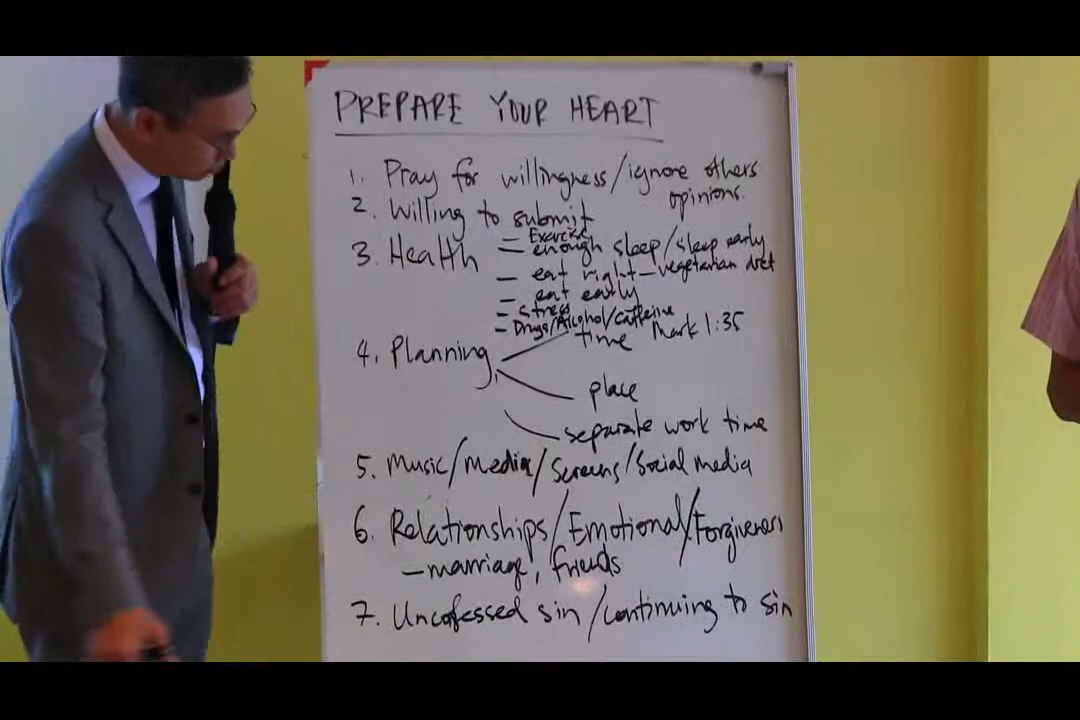 PREPARE YOUR HEART
1. Pray for willingness/ignore others
opinions.
2. Willing to submit
3. Health
= Exercise
enough sleep/sleep early
- eat right - vegetarian diet
- eat early
- stress
- Drugs/Alcohol/Caffeine
4. Planning
time Mark 1:35
place
separate work time
5. Music/Media/Screens/Social media
6. Relationships/Emotional/Forgiveness
- marriage, friends
7. Unconfessed sin/continuing to sin